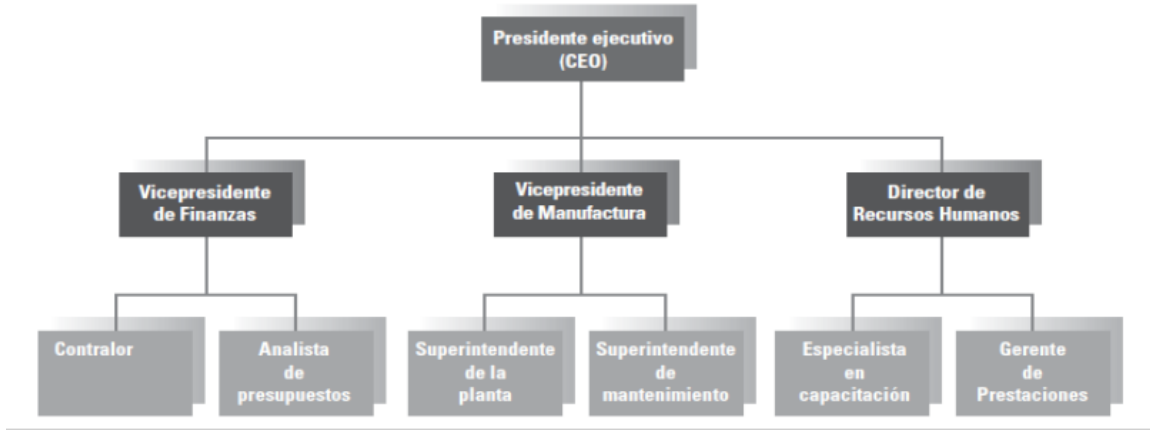 Presidente ejecutivo
(CEO)
Vicepresidente
de Finanzas
Vicepresidente
de Manufactura
Director de
Recursos Humanos
Contralor
Analista
de
presupuestos
Superintendente
de la
planta
Superintendente
de
mantenimiento
Especialista
en
capacitación
Gerente
de
Prestaciones